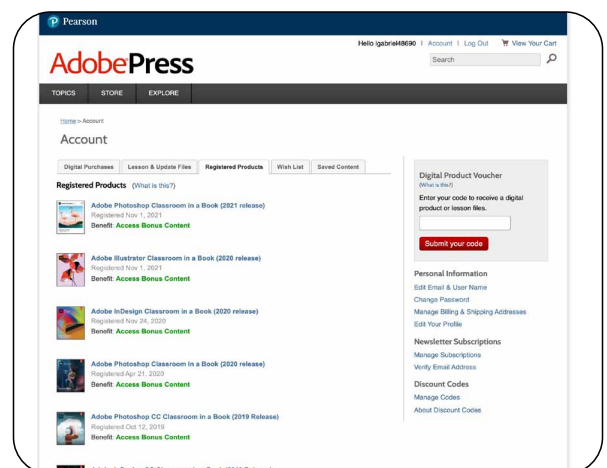 Pearson
Hello lgabriel48690 | Account | Log Out View Your Cart
AdobePress
Search
TOPICS STORE EXPLORE
Home > Account
Account
Digital Purchases Lesson & Update Files Registered Products Wish List Saved Content
Registered Products (What is this?)
Adobe Photoshop Classroom in a Book (2021 release)
Registered Nov 1, 2021
Benefit: Access Bonus Content
Adobe Illustrator Classroom in a Book (2020 release)
Registered Nov 1, 2021
Benefit: Access Bonus Content
Adobe InDesign Classroom in a Book (2020 release)
Registered Nov 24, 2020
Benefit: Access Bonus Content
Adobe Photoshop Classroom in a Book (2020 release)
Registered Apr 21, 2020
Benefit: Access Bonus Content
Adobe Photoshop CC Classroom in a Book (2019 Release)
Registered Oct 12, 2019
Benefit: Access Bonus Content
Digital Product Voucher
(What is this?)
Enter your code to receive a digital
product or lesson files.
Submit your code
Personal Information
Edit Email & User Name
Change Password
Manage Billing & Shipping Addresses
Edit Your Profile
Newsletter Subscriptions
Manage Subscriptions
Verify Email Address
Discount Codes
Manage Codes
About Discount Codes